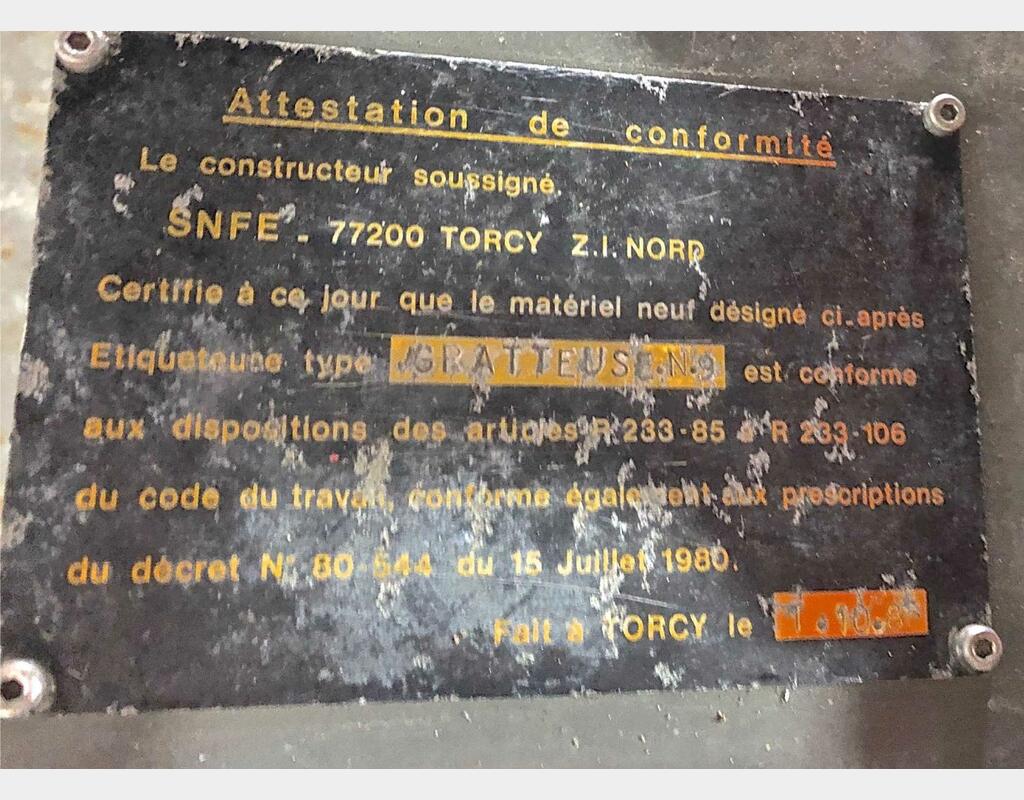 Attestation de conformité
Le constructeur soussigné.
SNFE - 77200 TORCY Z.I. NORD
Certifie à ce jour que le matériel neuf désigné ci-après
Etiqueteuse type GRATTEUSE.N.9 est conforme
aux dispositions des articles R 233-85 à R 233-106
du code du travail, conforme également aux prescriptions
du décret N° 80-544 du 15 Juillet 1980.
Fait à TORCY le